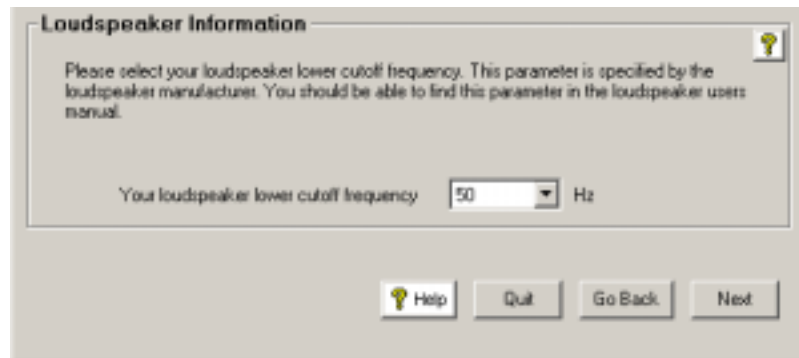 Loudspeaker Information
Please select your loudspeaker lower cutoff frequency. This parameter is specified by the
loudspeaker manufacturer. You should be able to find this parameter in the loudspeaker users
manual.
Your loudspeaker lower cutoff frequency 50 Hz
Help Quit Go Back Next